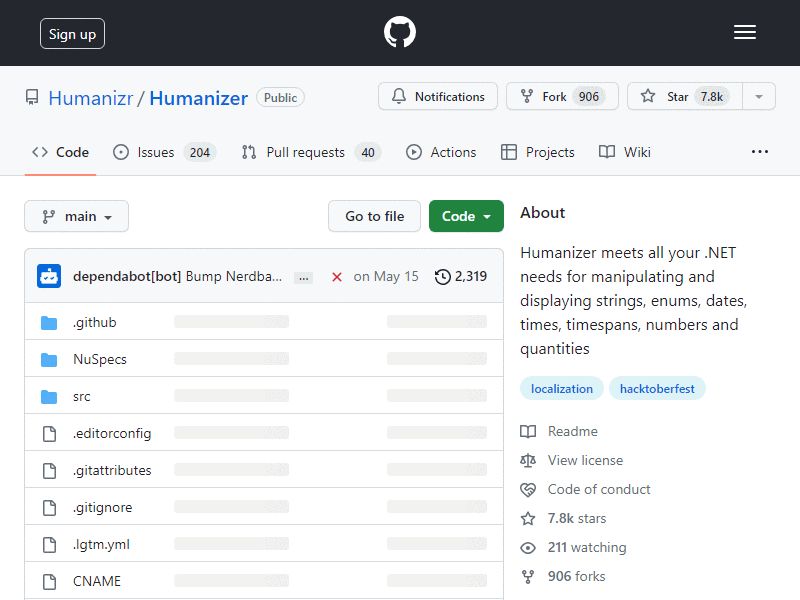 Sign up
Humanizr / Humanizer Public
Notifications Fork 906 Star 7.8k
Code Issues 204 Pull requests 40 Actions Projects Wiki ...
main Go to file Code
dependabot[bot] Bump Nerdba... ... on May 15 2,319
.github
NuSpecs
src
.editorconfig
.gitattributes
.gitignore
.lgtm.yml
CNAME
About
Humanizer meets all your .NET
needs for manipulating and
displaying strings, enums, dates,
times, timespans, numbers and
quantities
localization hacktoberfest
Readme
View license
Code of conduct
7.8k stars
211 watching
906 forks